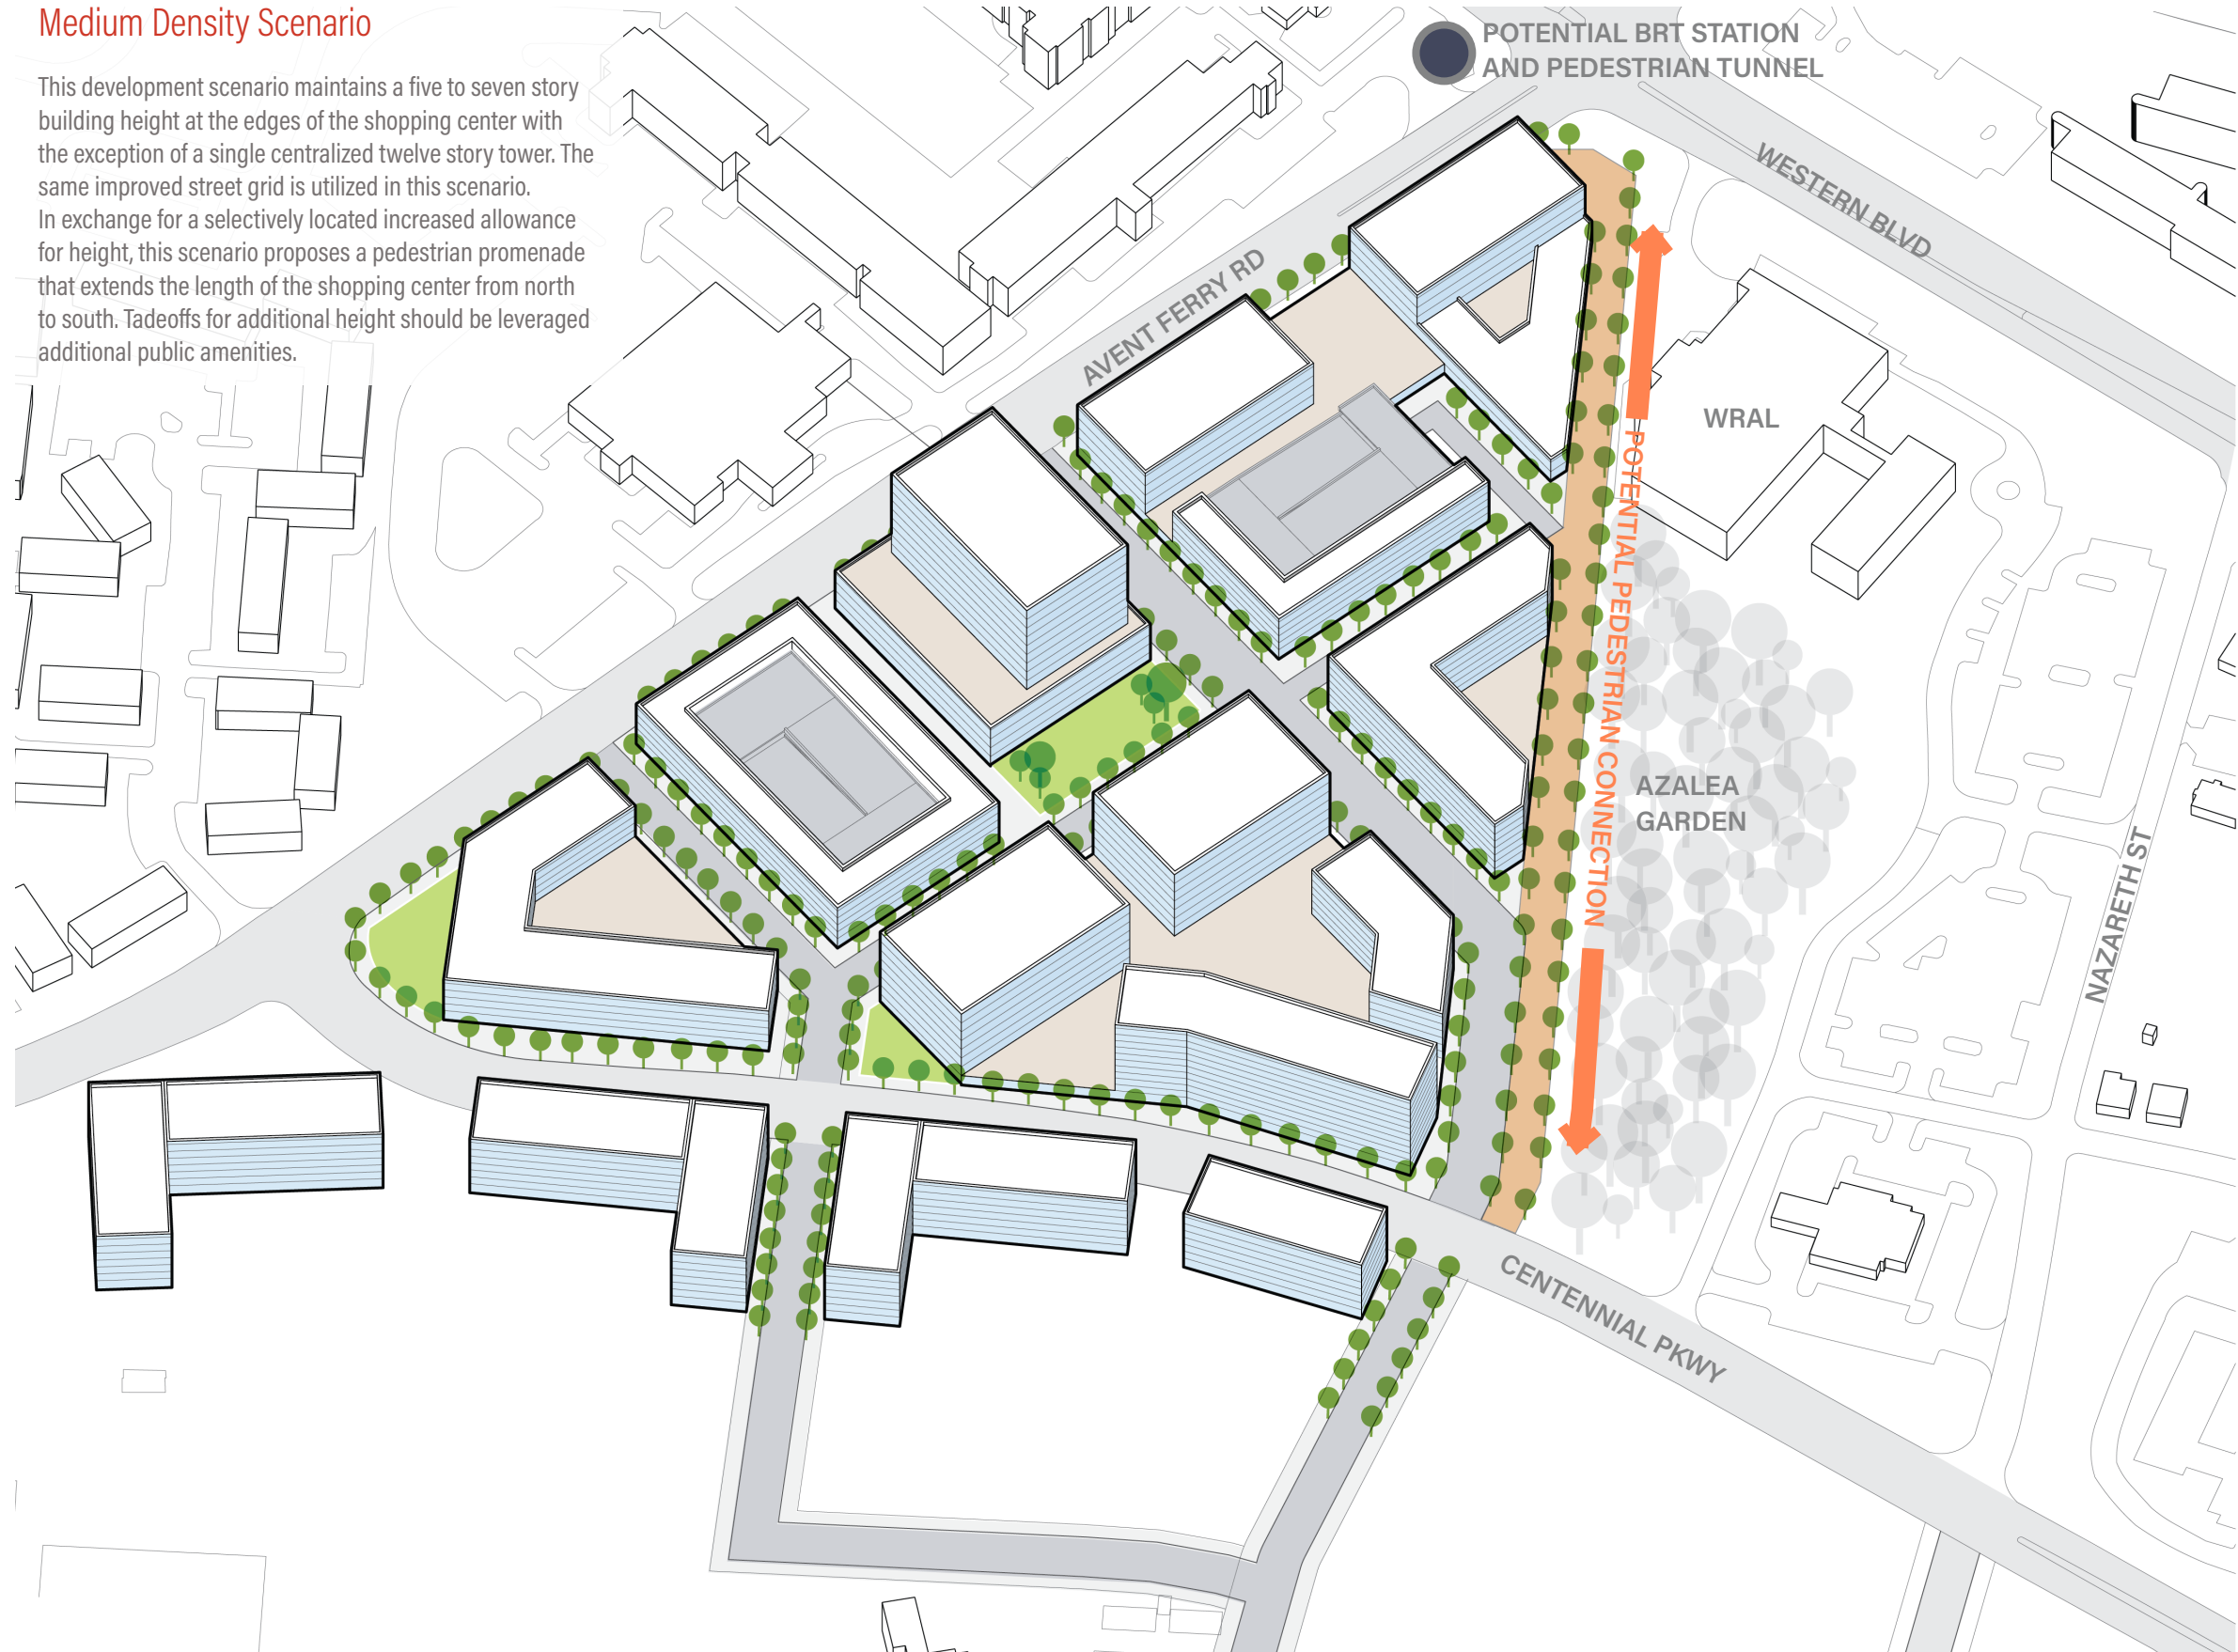 Medium Density Scenario
This development scenario maintains a five to seven story
building height at the edges of the shopping center with
the exception of a single centralized twelve story tower. The
same improved street grid is utilized in this scenario.
In exchange for a selectively located increased allowance
for height, this scenario proposes a pedestrian promenade
that extends the length of the shopping center from north
to south. Tadeoffs for additional height should be leveraged
additional public amenities.
POTENTIAL BRT STATION
AND PEDESTRIAN TUNNEL
WESTERN BLVD
AVENT FERRY RD
WRAL
POTENTIAL PEDESTRIAN CONNECTION
AZALEA
GARDEN
NAZARETH ST
CENTENNIAL PKWY